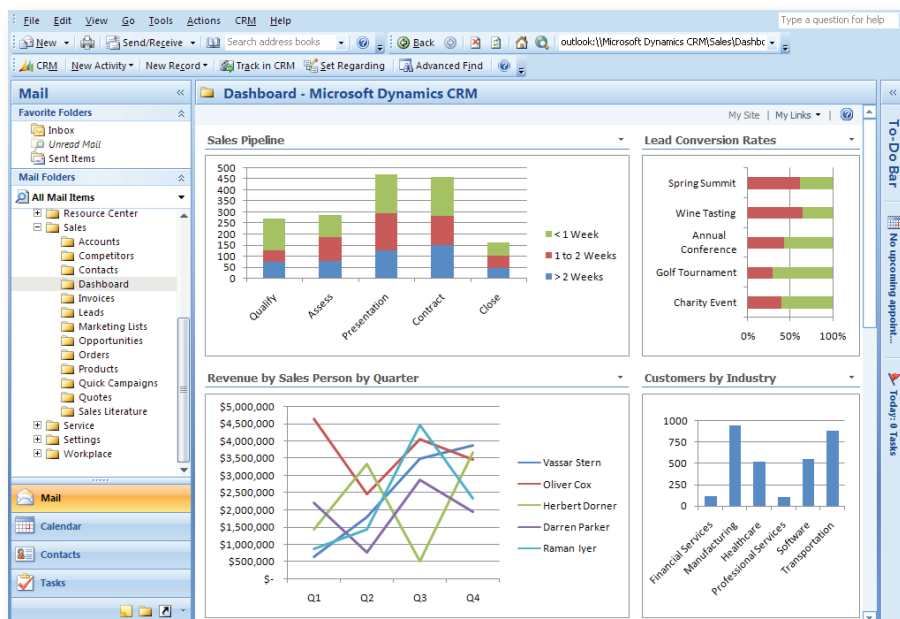 File Edit View Go Tools Actions CRM Help Type a question for help
New Send/Receive Search address books Back outlook:\\Microsoft Dynamics CRM\Sales\Dashbc
CRM New Activity New Record Track in CRM Set Regarding Advanced Find
Mail
Favorite Folders
Inbox
Unread Mail
Sent Items
Mail Folders
All Mail Items
Resource Center
Sales
Accounts
Competitors
Contacts
Dashboard
Invoices
Leads
Marketing Lists
Opportunities
Orders
Products
Quick Campaigns
Quotes
Sales Literature
Service
Settings
Workplace
Mail
Calendar
Contacts
Tasks
Dashboard - Microsoft Dynamics CRM
My Site | My Links
Sales Pipeline
500
450
400
350
300
250
200
150
100
50
0
Qualify
Assess
Presentation
Contract
Close
< 1 Week
1 to 2 Weeks
> 2 Weeks
Lead Conversion Rates
Spring Summit
Wine Tasting
Annual
Conference
Golf Tournament
Charity Event
0% 50% 100%
Revenue by Sales Person by Quarter
$5,000,000
$4,500,000
$4,000,000
$3,500,000
$3,000,000
$2,500,000
$2,000,000
$1,500,000
$1,000,000
$500,000
$-
Q1 Q2 Q3 Q4
Vassar Stern
Oliver Cox
Herbert Dorner
Darren Parker
Raman Iyer
Customers by Industry
1000
750
500
250
0
Financial Services
Manufacturing
Healthcare
Professional Services
Software
Transportation
To-Do Bar
No upcoming appoint...
Today: 0 Tasks